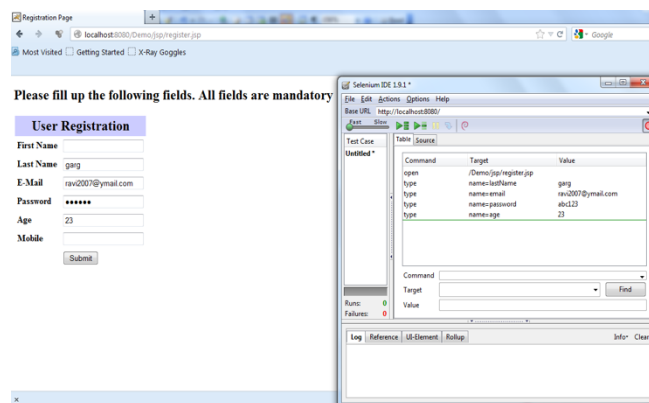 Registration Page
+
localhost:8080/Demo/jsp/register.jsp
Google
Most Visited Getting Started X-Ray Goggles
Please fill up the following fields. All fields are mandatory
User Registration
First Name
Last Name garg
E-Mail ravi2007@ymail.com
Password ••••••
Age 23
Mobile
Submit
Selenium IDE 1.9.1 *
File Edit Actions Options Help
Base URL http://localhost:8080/
Fast Slow
Test Case
Untitled *
Table Source
Command Target Value
open /Demo/jsp/register.jsp
type name=lastName garg
type name=email ravi2007@ymail.com
type name=password abc123
type name=age 23
Command
Target Find
Value
Runs: 0
Failures: 0
Log Reference UI-Element Rollup Info Clear
x